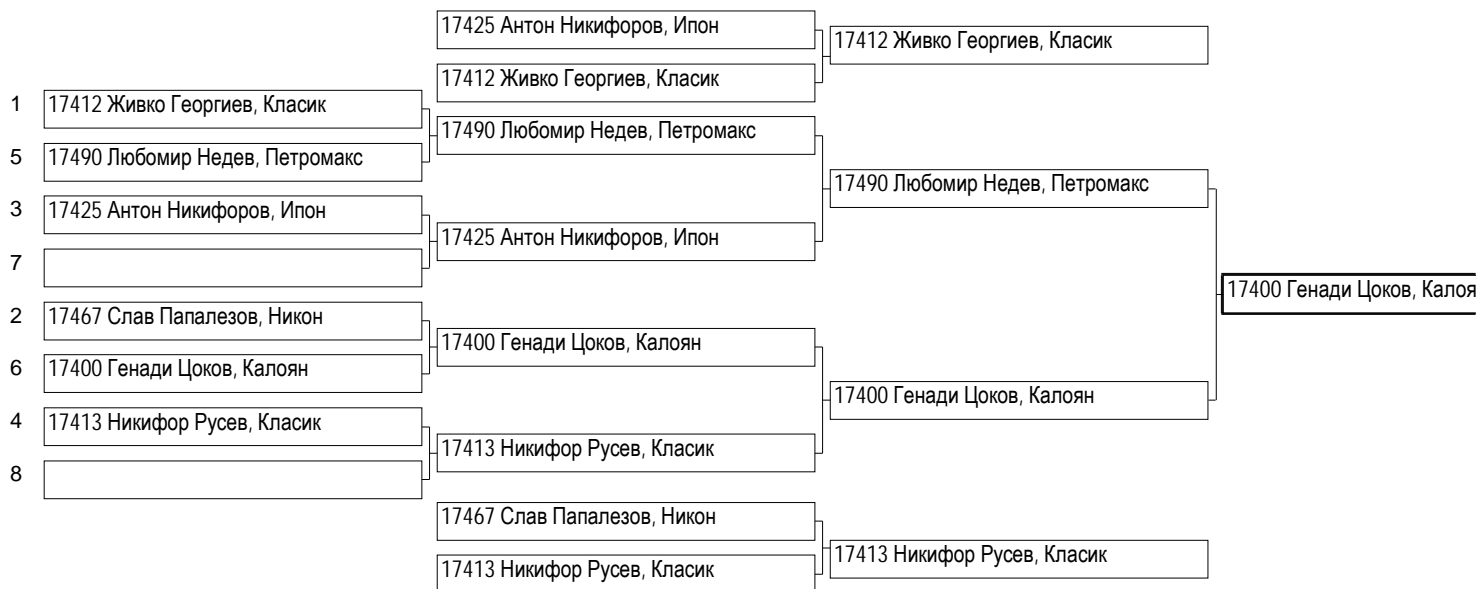 17425 Антон Никифоров, Ипон
17412 Живко Георгиев, Класик
17412 Живко Георгиев, Класик
1
17412 Живко Георгиев, Класик
17490 Любомир Недев, Петромакс
5
17490 Любомир Недев, Петромакс
17490 Любомир Недев, Петромакс
3
17425 Антон Никифоров, Ипон
17425 Антон Никифоров, Ипон
7
17400 Генади Цоков, Калоя
2
17467 Слав Папалезов, Никон
17400 Генади Цоков, Калоян
6
17400 Генади Цоков, Калоян
17400 Генади Цоков, Калоян
4
17413 Никифор Русев, Класик
17413 Никифор Русев, Класик
8
17467 Слав Папалезов, Никон
17413 Никифор Русев, Класик
17413 Никифор Русев, Класик